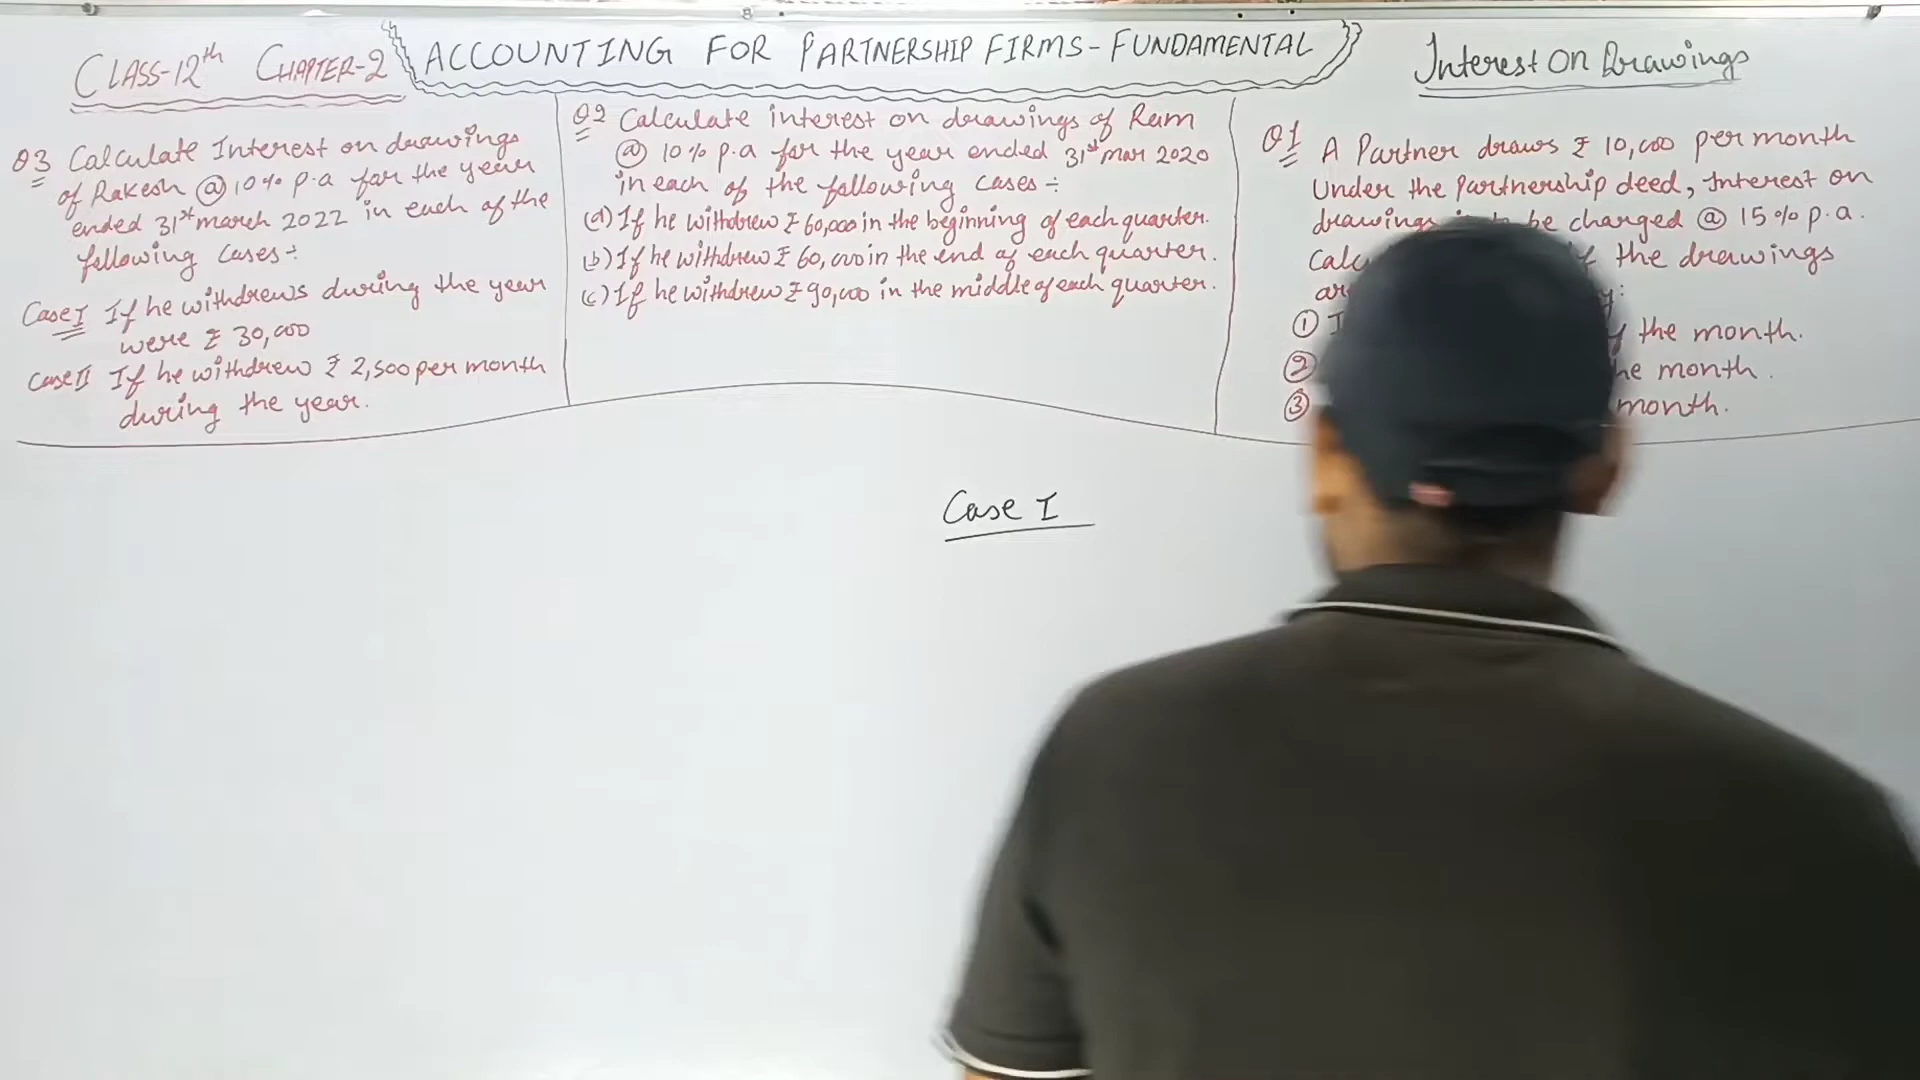 CLASS-12th CHAPTER-2 ACCOUNTING FOR PARTNERSHIP FIRMS-FUNDAMENTAL Interest on Drawings
Q3 Calculate Interest on drawings
of Rakesh @ 10% p.a for the year
ended 31st march 2022 in each of the
following Cases ÷
Case I If he withdrews during the year
were ₹ 30,000
Case II If he withdrew ₹ 2,500 per month
during the year.
Q2 Calculate interest on drawings of Ram
@ 10% p.a for the year ended 31st mar 2020
in each of the following Cases ÷
(a) If he withdrew ₹ 60,000 in the beginning of each quarter.
(b) If he withdrew ₹ 60,000 in the end of each quarter.
(c) If he withdrew ₹ 90,000 in the middle of each quarter.
Q1 A Partner draws ₹ 10,000 per month
Under the partnership deed, Interest on
drawings be charged @ 15% p.a.
the drawings
① the month.
② the month.
③ month.
Case I